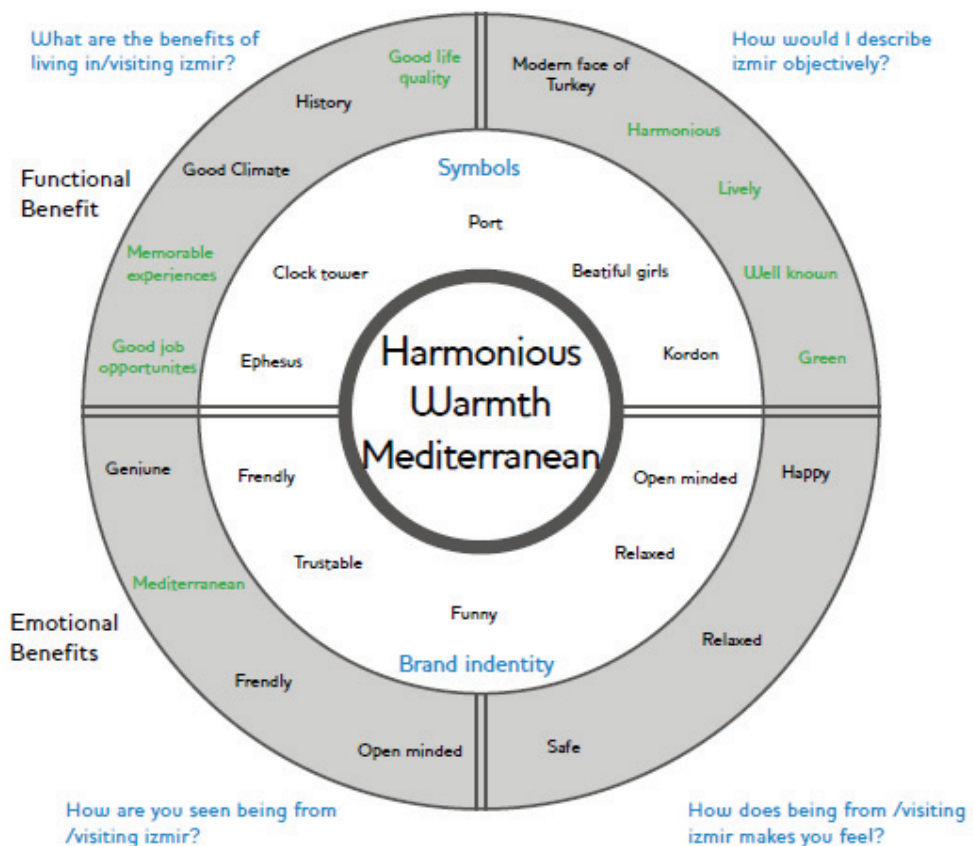 What are the benefits of
living in/visiting izmir?
How would I describe
izmir objectively?
Good life
quality
Modern face of
Turkey
History
Harmonious
Good Climate
Lively
Functional
Benefit
Symbols
Port
Memorable
experiences
Clock tower
Beatiful girls
Well known
Good job
opportunites
Ephesus
Kordon
Green
Harmonious
Warmth
Mediterranean
Geniune
Frendly
Open minded
Happy
Trustable
Relaxed
Mediterranean
Funny
Emotional
Benefits
Relaxed
Brand indentity
Frendly
Open minded
Safe
How are you seen being from
/visiting izmir?
How does being from /visiting
izmir makes you feel?